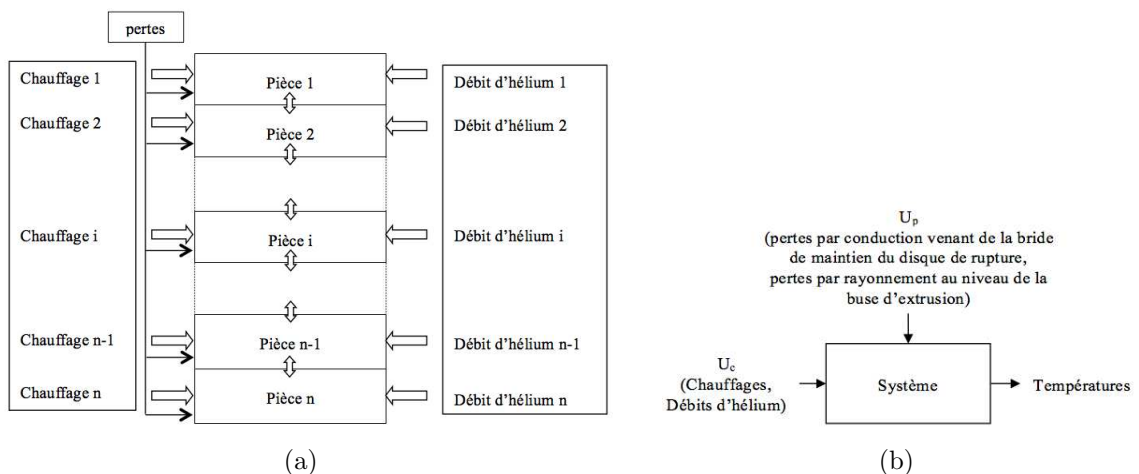 pertes
Chauffage 1
Pièce 1
Débit d'hélium 1
Chauffage 2
Pièce 2
Débit d'hélium 2
Chauffage i
Pièce i
Débit d'hélium i
Chauffage n-1
Pièce n-1
Débit d'hélium n-1
Chauffage n
Pièce n
Débit d'hélium n
(a)
U_p
(pertes par conduction venant de la bride
de maintien du disque de rupture,
pertes par rayonnement au niveau de la
buse d'extrusion)
U_c
(Chauffages,
Débits d'hélium)
Système
Températures
(b)